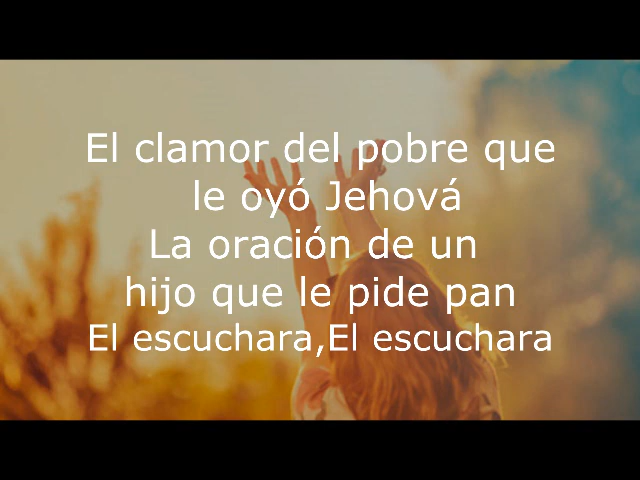 El clamor del pobre que
le oyó Jehová
La oración de un
hijo que le pide pan
El escuchara,El escuchara